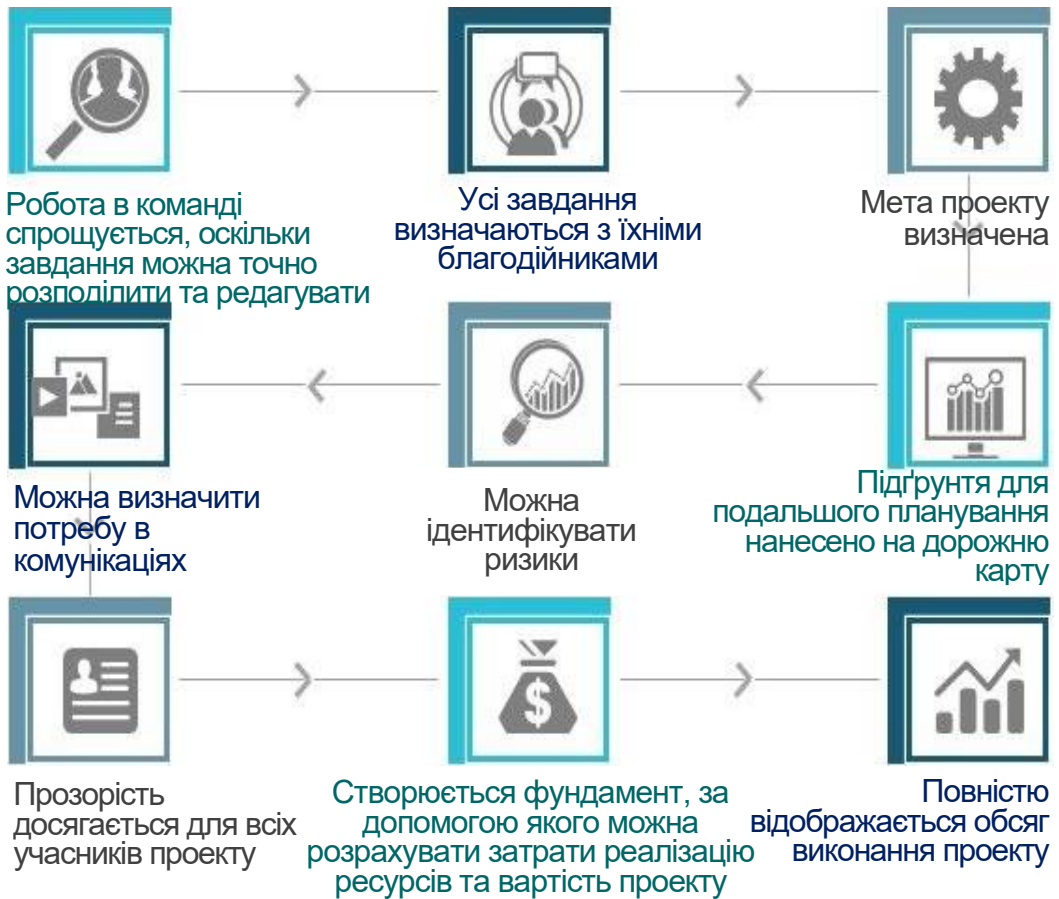 Робота в команді
спрощується, оскільки
завдання можна точно
розподілити та редагувати
Усі завдання
визначаються з їхніми
благодійниками
Мета проекту
визначена
Підґрунтя для
подальшого планування
нанесено на дорожню
карту
Можна
ідентифікувати
ризики
Можна визначити
потребу в
комунікаціях
Прозорість
досягається для всіх
учасників проекту
Створюється фундамент, за
допомогою якого можна
розрахувати затрати реалізацію
ресурсів та вартість проекту
Повністю
відображається обсяг
виконання проекту